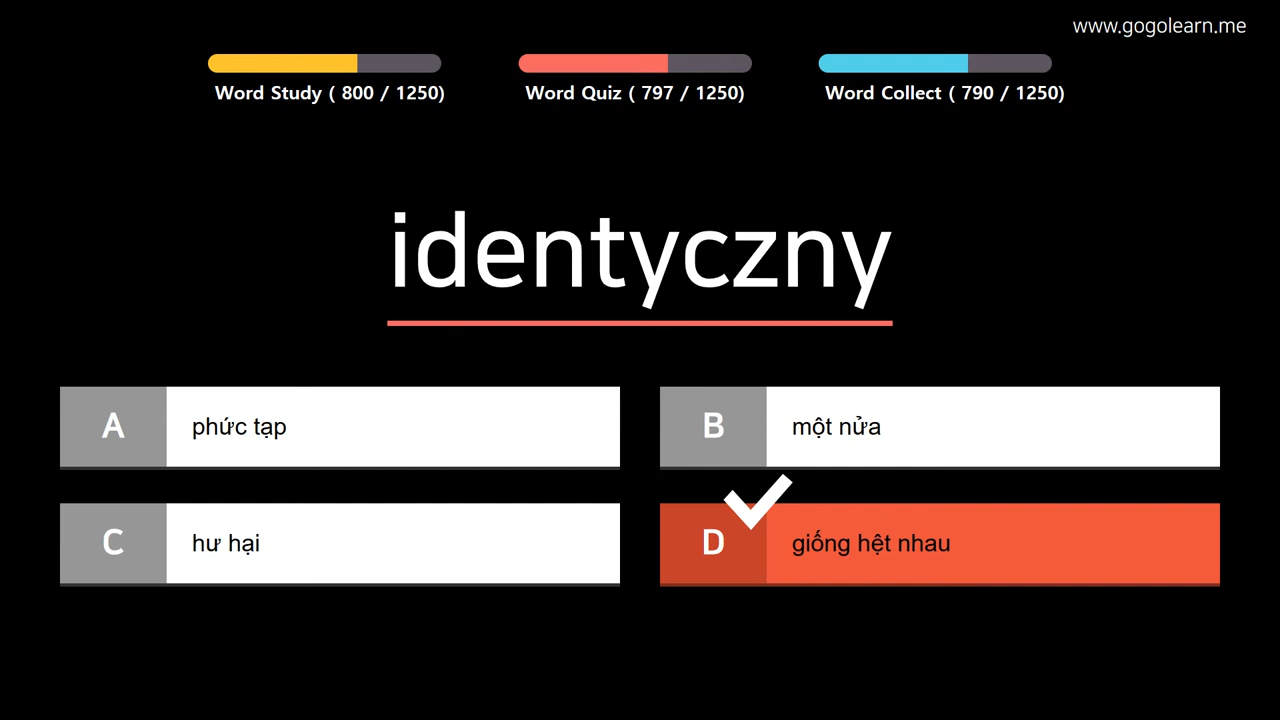 www.gogolearn.me
Word Study ( 800 / 1250)
Word Quiz ( 797 / 1250)
Word Collect ( 790 / 1250)
identyczny
A
phức tạp
B
một nửa
C
hư hại
D
giống hệt nhau